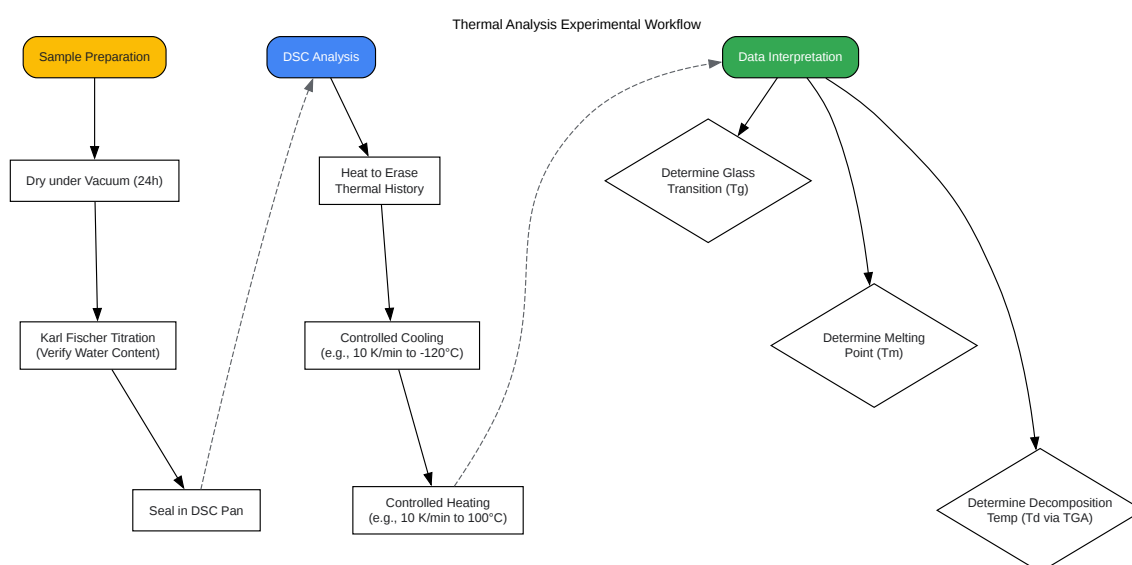 Thermal Analysis Experimental Workflow
Sample Preparation
Dry under Vacuum (24h)
Karl Fischer Titration
(Verify Water Content)
Seal in DSC Pan
DSC Analysis
Heat to Erase
Thermal History
Controlled Cooling
(e.g., 10 K/min to -120°C)
Controlled Heating
(e.g., 10 K/min to 100°C)
Data Interpretation
Determine Glass
Transition (Tg)
Determine Melting
Point (Tm)
Determine Decomposition
Temp (Td via TGA)